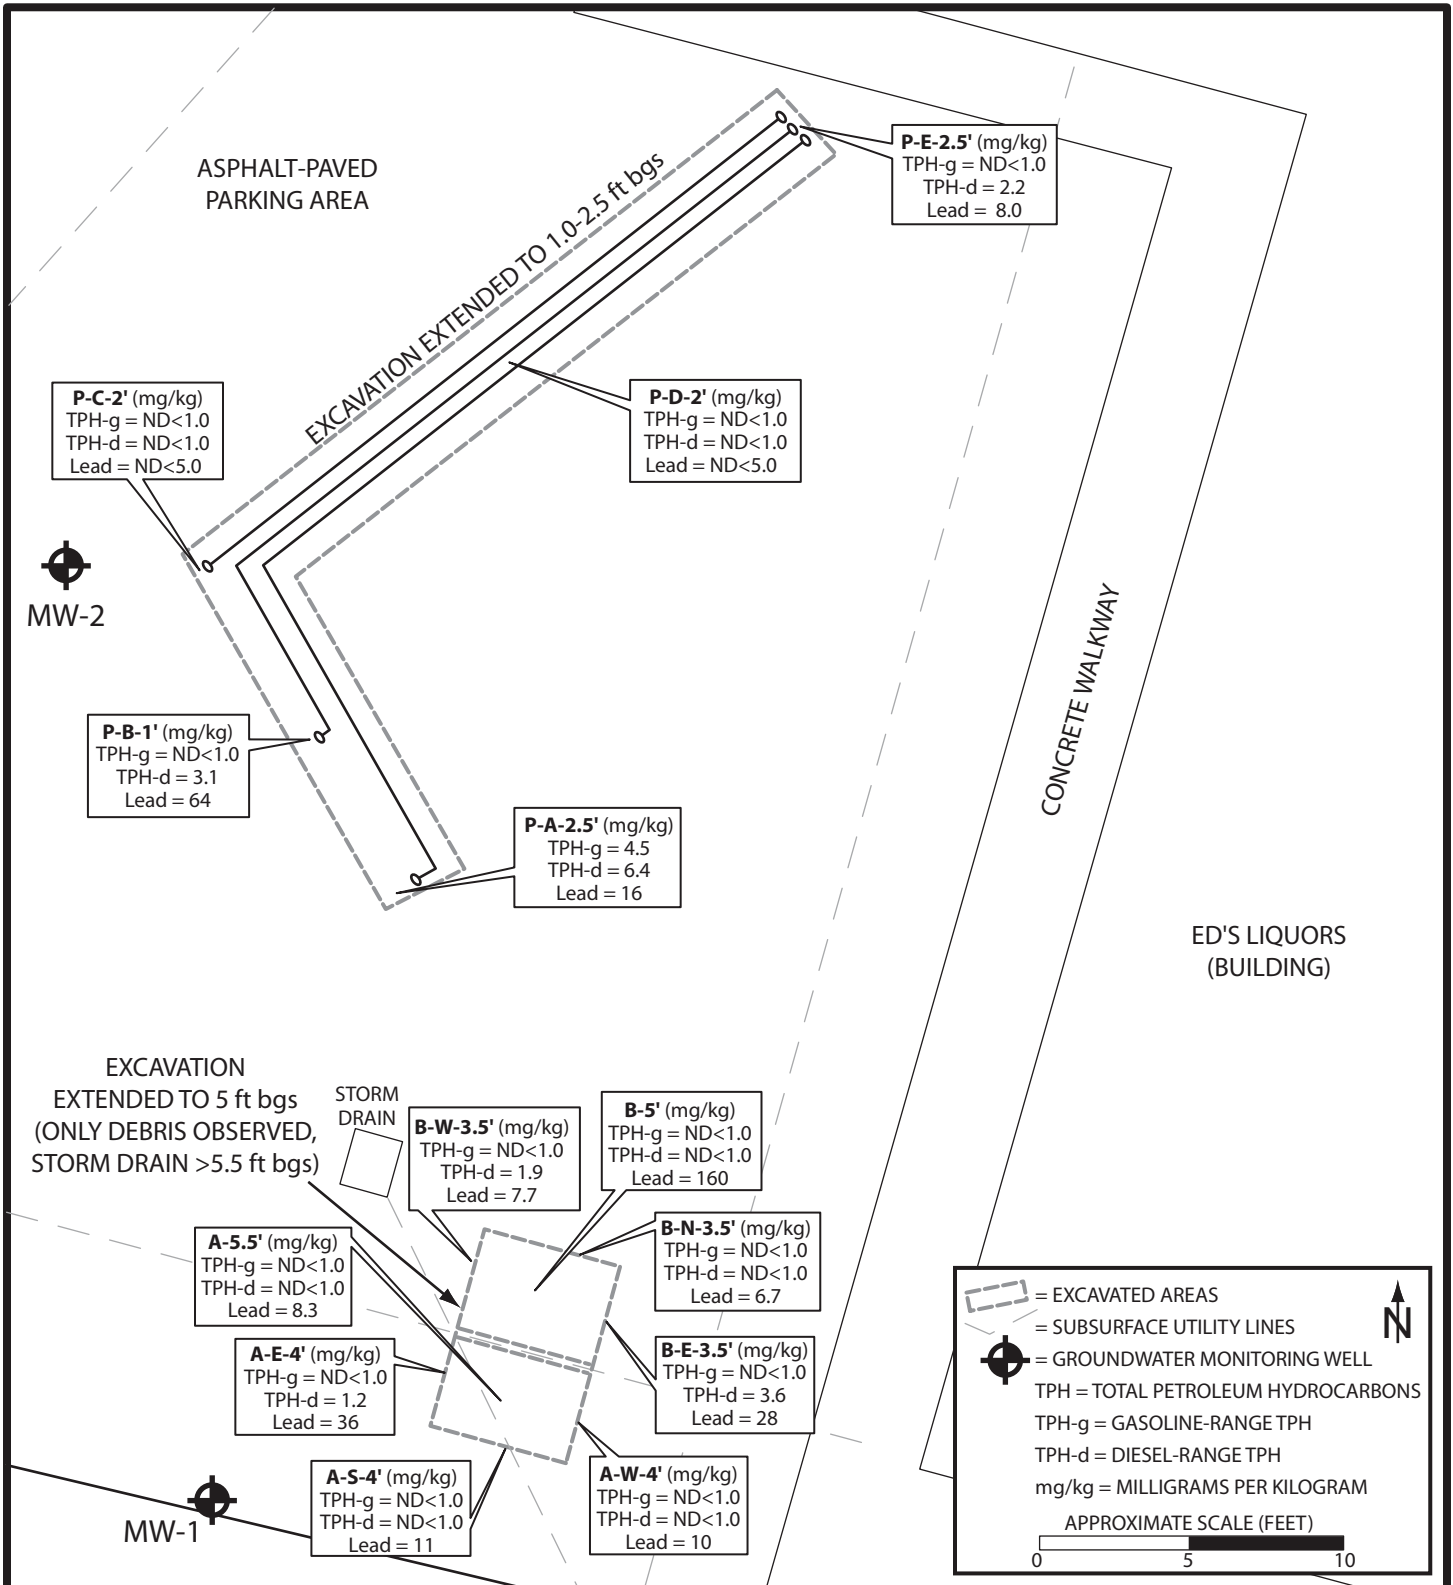 ASPHALT-PAVED
PARKING AREA
EXCAVATION EXTENDED TO 1.0-2.5 ft bgs
P-E-2.5' (mg/kg)
TPH-g = ND<1.0
TPH-d = 2.2
Lead = 8.0
P-C-2' (mg/kg)
TPH-g = ND<1.0
TPH-d = ND<1.0
Lead = ND<5.0
P-D-2' (mg/kg)
TPH-g = ND<1.0
TPH-d = ND<1.0
Lead = ND<5.0
MW-2
CONCRETE WALKWAY
P-B-1' (mg/kg)
TPH-g = ND<1.0
TPH-d = 3.1
Lead = 64
P-A-2.5' (mg/kg)
TPH-g = 4.5
TPH-d = 6.4
Lead = 16
ED'S LIQUORS
(BUILDING)
EXCAVATION
EXTENDED TO 5 ft bgs
(ONLY DEBRIS OBSERVED,
STORM DRAIN >5.5 ft bgs)
STORM
DRAIN
B-W-3.5' (mg/kg)
TPH-g = ND<1.0
TPH-d = 1.9
Lead = 7.7
B-5' (mg/kg)
TPH-g = ND<1.0
TPH-d = ND<1.0
Lead = 160
A-5.5' (mg/kg)
TPH-g = ND<1.0
TPH-d = ND<1.0
Lead = 8.3
B-N-3.5' (mg/kg)
TPH-g = ND<1.0
TPH-d = ND<1.0
Lead = 6.7
A-E-4' (mg/kg)
TPH-g = ND<1.0
TPH-d = 1.2
Lead = 36
B-E-3.5' (mg/kg)
TPH-g = ND<1.0
TPH-d = 3.6
Lead = 28
A-S-4' (mg/kg)
TPH-g = ND<1.0
TPH-d = ND<1.0
Lead = 11
A-W-4' (mg/kg)
TPH-g = ND<1.0
TPH-d = ND<1.0
Lead = 10
MW-1
= EXCAVATED AREAS
N
= SUBSURFACE UTILITY LINES
= GROUNDWATER MONITORING WELL
TPH = TOTAL PETROLEUM HYDROCARBONS
TPH-g = GASOLINE-RANGE TPH
TPH-d = DIESEL-RANGE TPH
mg/kg = MILLIGRAMS PER KILOGRAM
APPROXIMATE SCALE (FEET)
0 5 10